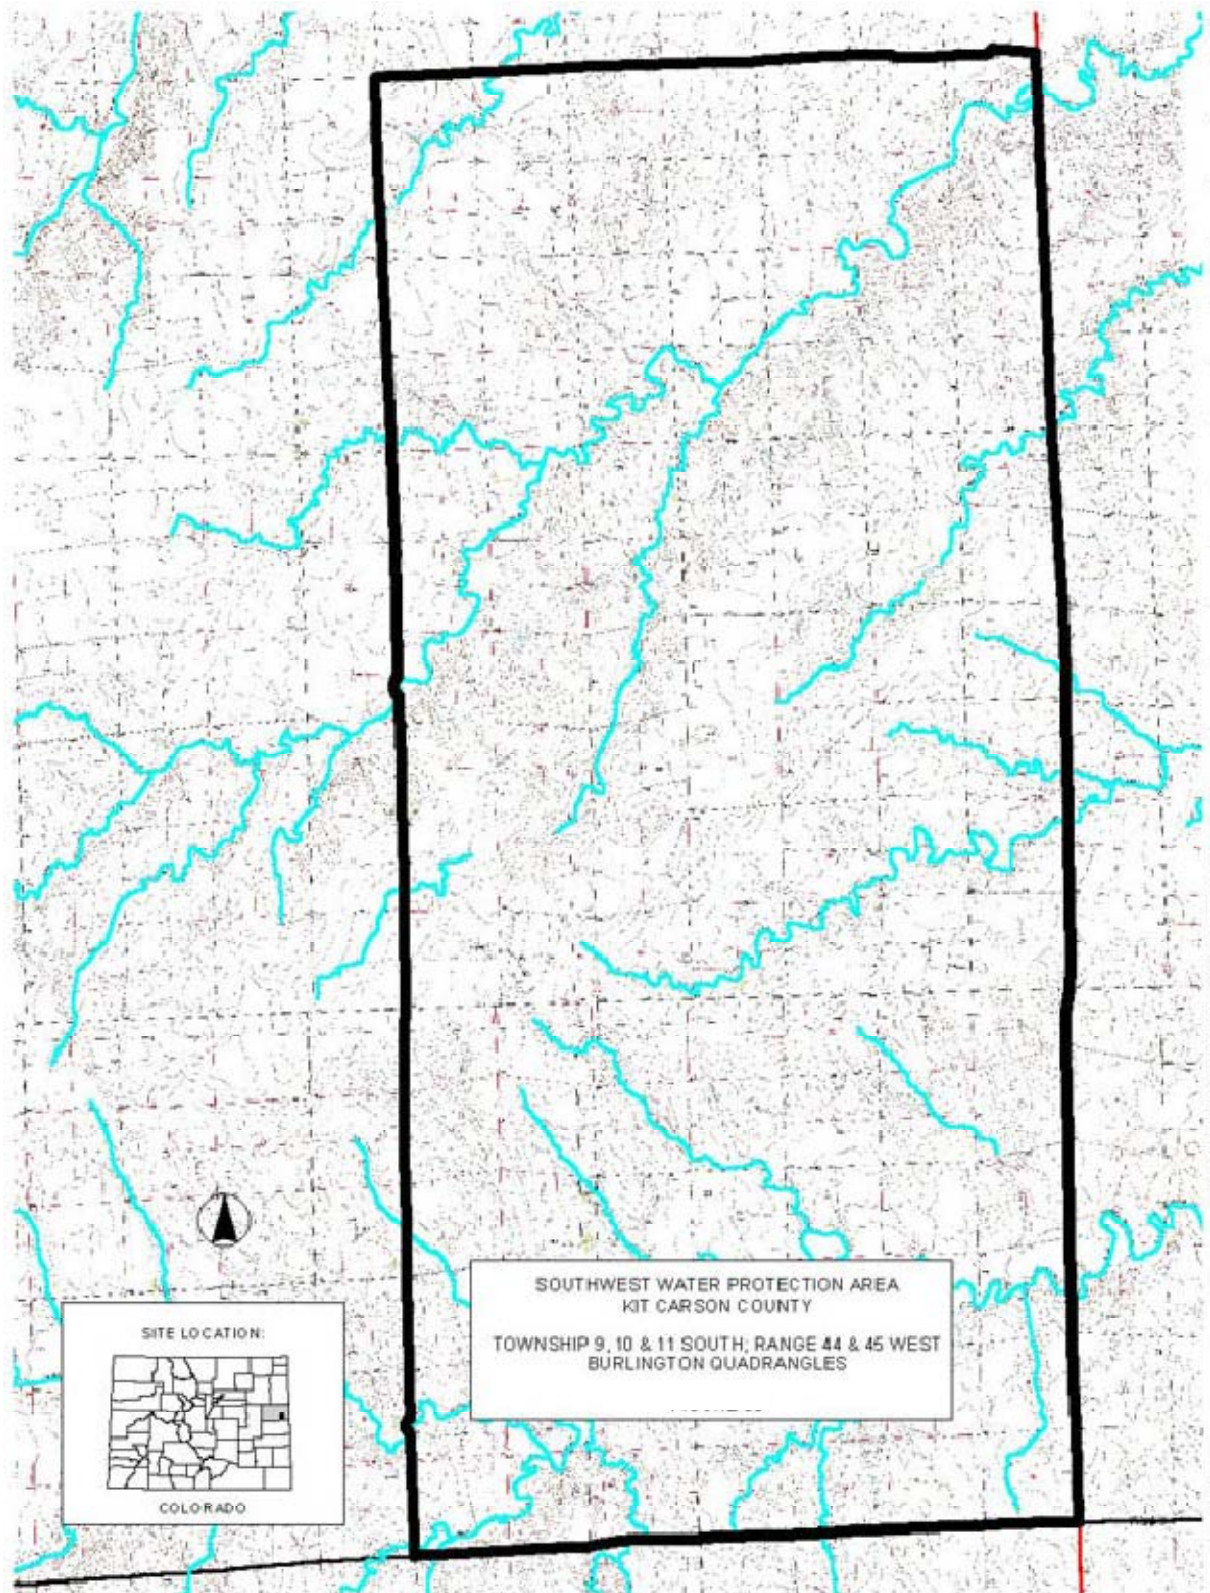 SOUTHWEST WATER PROTECTION AREA
KIT CARSON COUNTY
TOWNSHIP 9, 10 & 11 SOUTH; RANGE 44 & 45 WEST
BURLINGTON QUADRANGLES
SITE LOCATION:
COLORADO